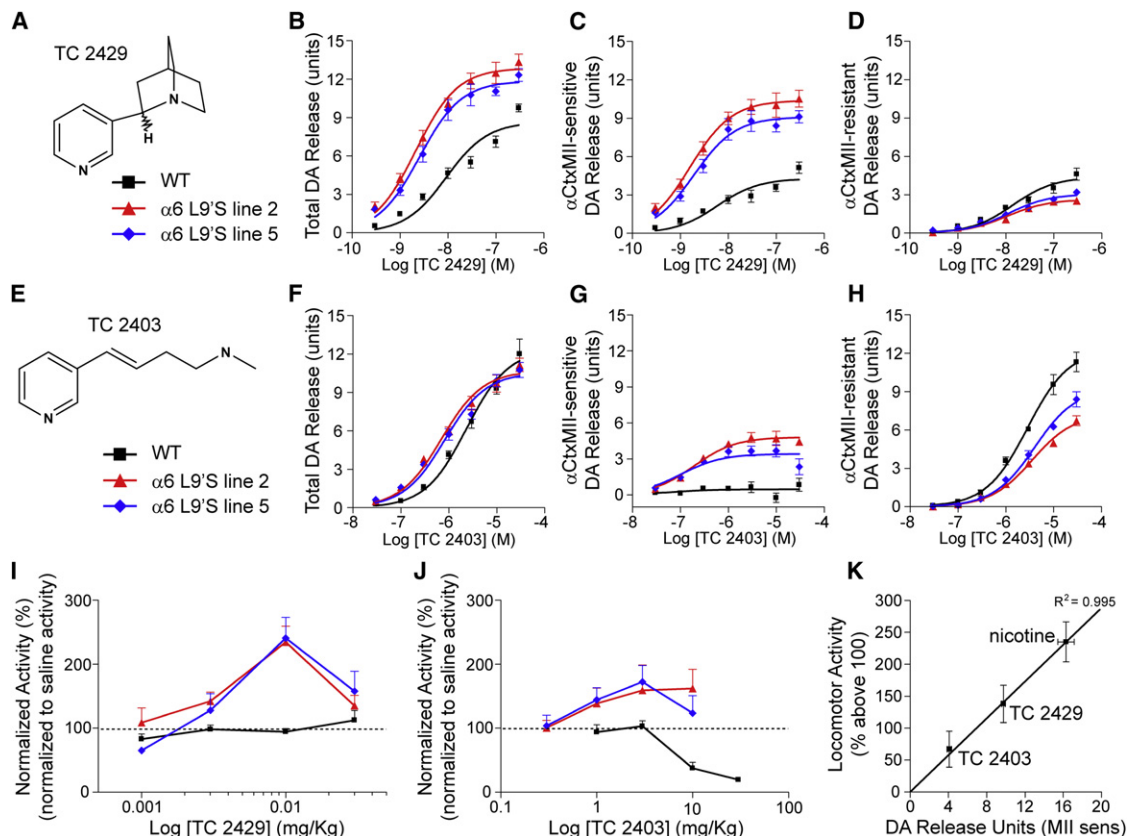 A
TC 2429
N
N
H
WT
α6 L9'S line 2
α6 L9'S line 5
B
Total DA Release (units)
15
12
9
6
3
0
-10 -9 -8 -7 -6
Log [TC 2429] (M)
C
αCtxMII-sensitive
DA Release (units)
15
12
9
6
3
0
-10 -9 -8 -7 -6
Log [TC 2429] (M)
D
αCtxMII-resistant
DA Release (units)
15
12
9
6
3
0
-10 -9 -8 -7 -6
Log [TC 2429] (M)
E
TC 2403
N
N
WT
α6 L9'S line 2
α6 L9'S line 5
F
Total DA Release (units)
15
12
9
6
3
0
-8 -7 -6 -5 -4
Log [TC 2403] (M)
G
αCtxMII-sensitive
DA Release (units)
15
12
9
6
3
0
-8 -7 -6 -5 -4
Log [TC 2403] (M)
H
αCtxMII-resistant
DA Release (units)
15
12
9
6
3
0
-8 -7 -6 -5 -4
Log [TC 2403] (M)
I
Normalized Activity (%)
(normalized to saline activity)
300
200
100
0
0.001 0.01
Log [TC 2429] (mg/Kg)
J
Normalized Activity (%)
(normalized to saline activity)
300
200
100
0
0.1 1 10 100
Log [TC 2403] (mg/Kg)
K
Locomotor Activity
(% above 100)
300
250
200
150
100
50
0
R² = 0.995
nicotine
TC 2429
TC 2403
0 4 8 12 16 20
DA Release Units (MII sens)